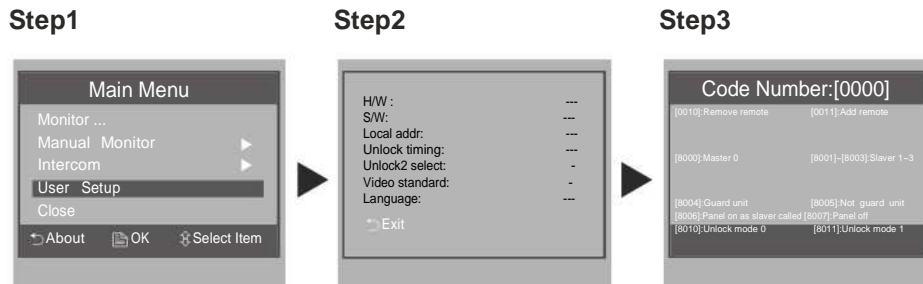 Step1
Step2
Step3
Main Menu
Monitor ...
Manual Monitor
Intercom
User Setup
Close
About OK Select Item
H/W : ---
S/W: ---
Local addr: ---
Unlock timing: ---
Unlock2 select: -
Video standard: -
Language: ---
Exit
Code Number:[0000]
[0010]:Remove remote [0011]:Add remote
[8000]:Master 0 [8001]~[8003]:Slaver 1~3
[8004]:Guard unit [8005]:Not guard unit
[8006]:Panel on as slaver called [8007]:Panel off
[8010]:Unlock mode 0 [8011]:Unlock mode 1